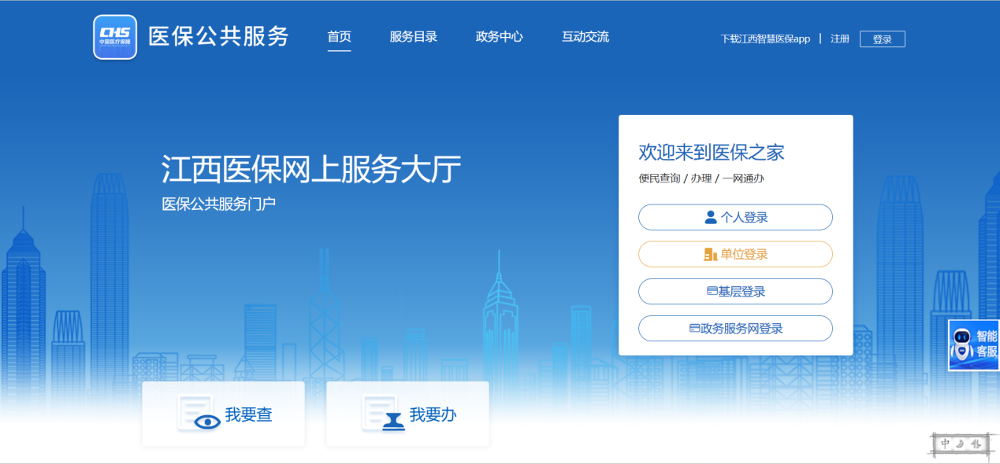 CHS
中国医疗保障
医保公共服务
首页
服务目录
政务中心
互动交流
下载江西智慧医保app | 注册
登录
江西医保网上服务大厅
医保公共服务门户
欢迎来到医保之家
便民查询 / 办理 / 一网通办
个人登录
单位登录
基层登录
政务服务网登录
智能
客服
我要查
我要办
中